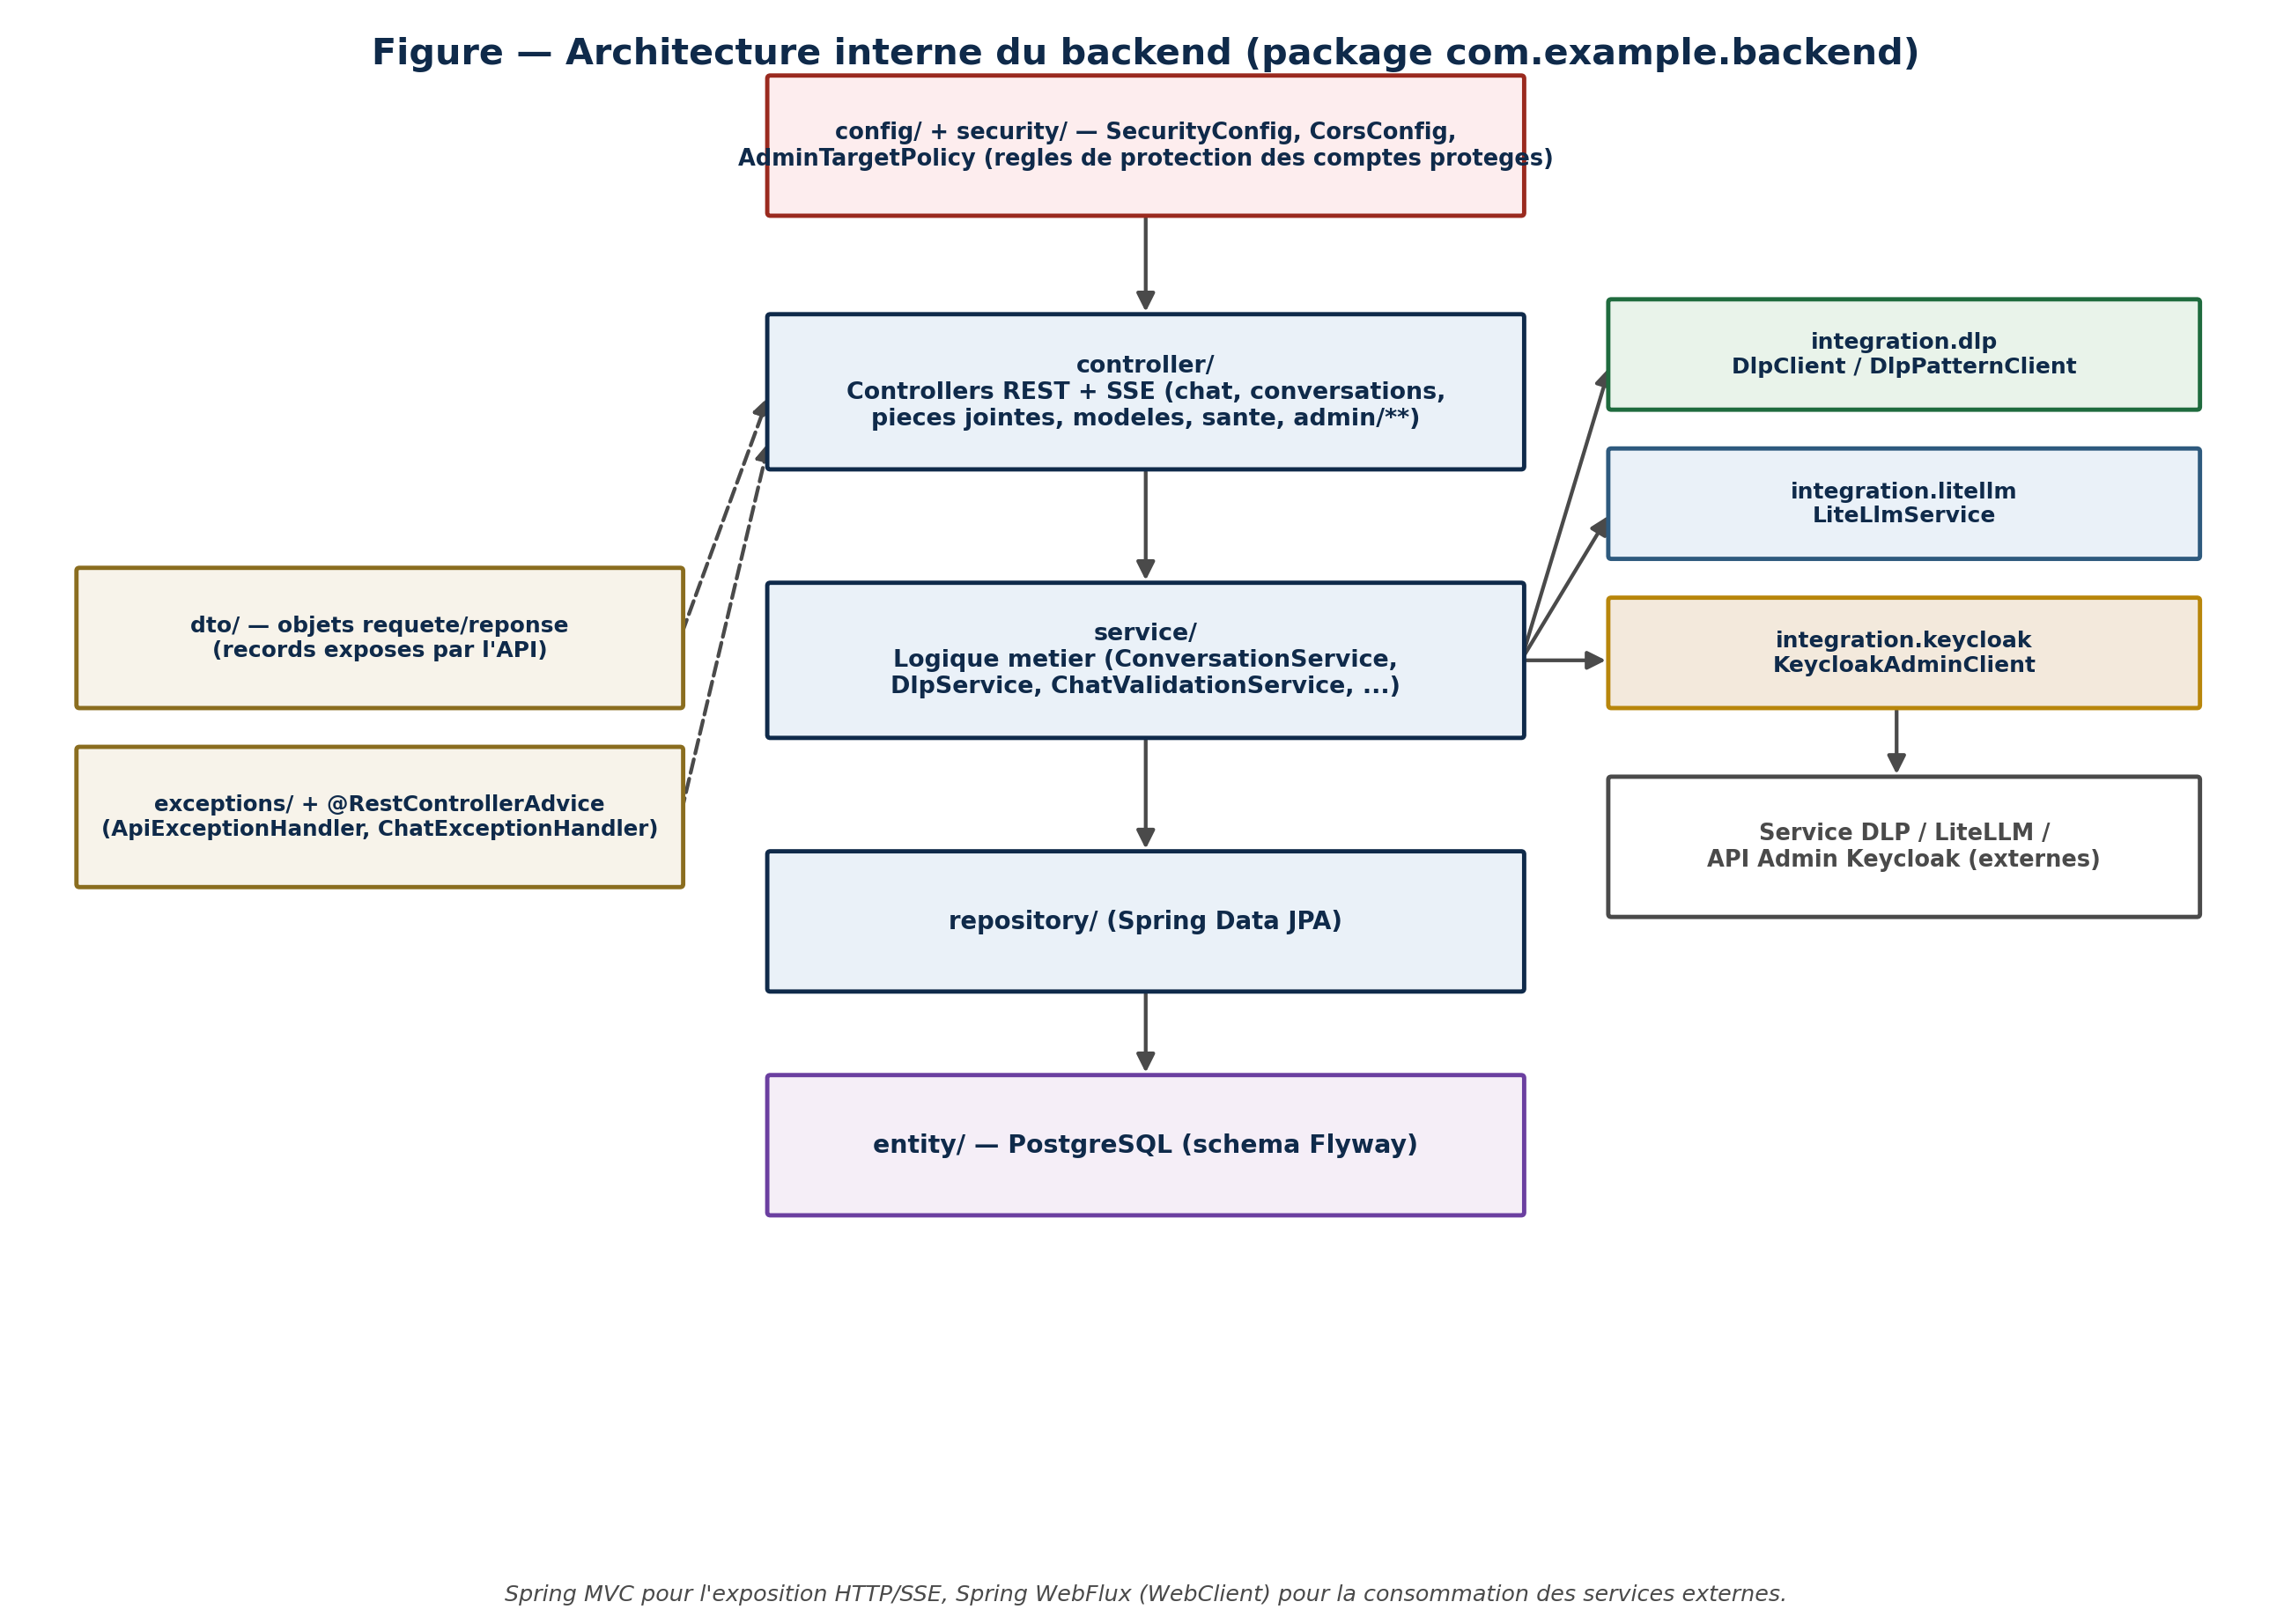 Figure — Architecture interne du backend (package com.example.backend)
config/ + security/ — SecurityConfig, CorsConfig,
AdminTargetPolicy (regles de protection des comptes proteges)
controller/
Controllers REST + SSE (chat, conversations,
pieces jointes, modeles, sante, admin/**)
integration.dlp
DlpClient / DlpPatternClient
integration.litellm
LiteLlmService
dto/ — objets requete/reponse
(records exposes par l'API)
service/
Logique metier (ConversationService,
DlpService, ChatValidationService, ...)
integration.keycloak
KeycloakAdminClient
exceptions/ + @RestControllerAdvice
(ApiExceptionHandler, ChatExceptionHandler)
Service DLP / LiteLLM /
API Admin Keycloak (externes)
repository/ (Spring Data JPA)
entity/ — PostgreSQL (schema Flyway)
Spring MVC pour l'exposition HTTP/SSE, Spring WebFlux (WebClient) pour la consommation des services externes.